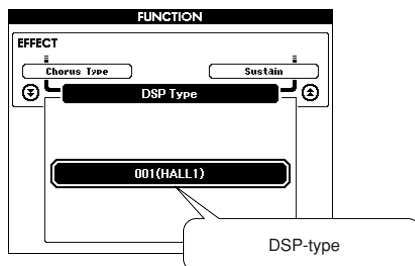 FUNCTION
EFFECT
Chorus Type
Sustain
DSP Type
001(HALL1)
DSP-type